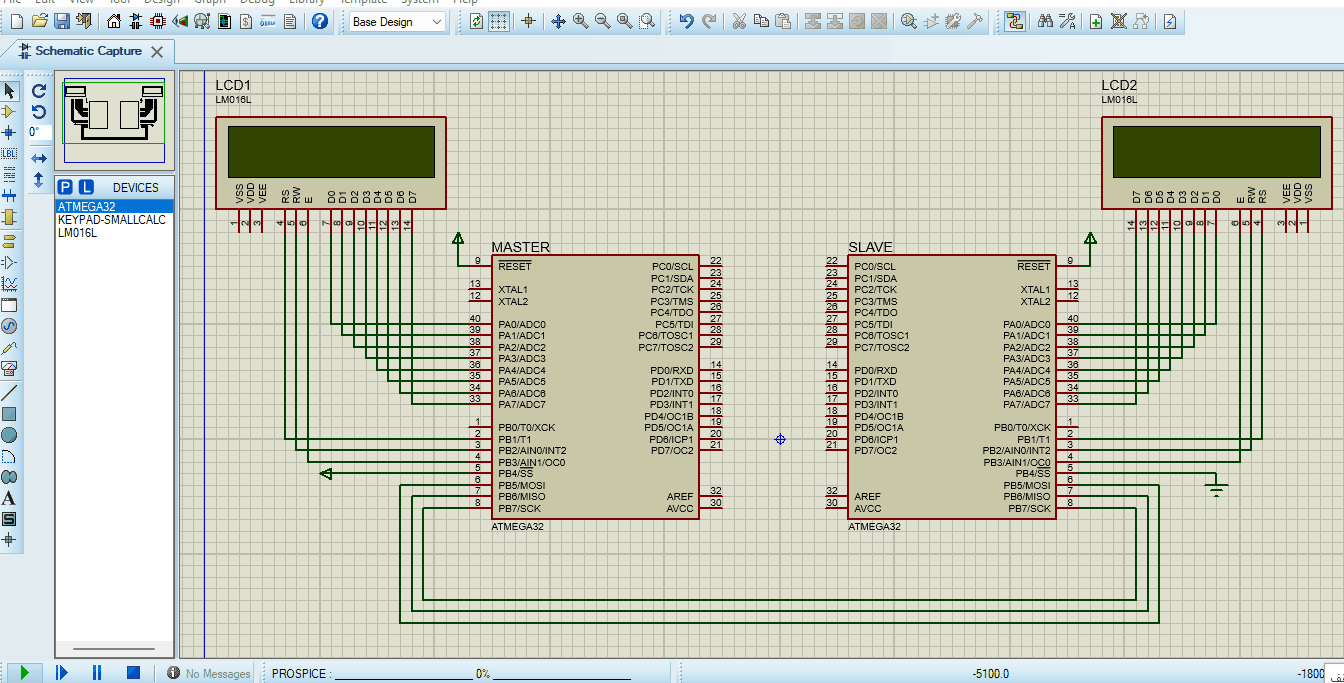 File Edit View Tool Design Graph Debug Library Template System Help
Base Design
Schematic Capture
0°
LBL
P L DEVICES
ATMEGA32
KEYPAD-SMALLCALC
LM016L
LCD1
LM016L
VSS
VDD
VEE
RS
RW
E
D0
D1
D2
D3
D4
D5
D6
D7
1
2
3
4
5
6
7
8
9
10
11
12
13
14
LCD2
LM016L
D7
D6
D5
D4
D3
D2
D1
D0
E
RW
RS
VEE
VDD
VSS
14
13
12
11
10
9
8
7
6
5
4
3
2
1
MASTER
9 RESET PC0/SCL 22
PC1/SDA 23
13 XTAL1 PC2/TCK 24
12 XTAL2 PC3/TMS 25
PC4/TDO 26
40 PA0/ADC0 PC5/TDI 27
39 PA1/ADC1 PC6/TOSC1 28
38 PA2/ADC2 PC7/TOSC2 29
37 PA3/ADC3
36 PA4/ADC4 PD0/RXD 14
35 PA5/ADC5 PD1/TXD 15
34 PA6/ADC6 PD2/INT0 16
33 PA7/ADC7 PD3/INT1 17
PD4/OC1B 18
1 PB0/T0/XCK PD5/OC1A 19
2 PB1/T1 PD6/ICP1 20
3 PB2/AIN0/INT2 PD7/OC2 21
4 PB3/AIN1/OC0
5 PB4/SS
6 PB5/MOSI
7 PB6/MISO AREF 32
8 PB7/SCK AVCC 30
ATMEGA32
SLAVE
22 PC0/SCL RESET 9
23 PC1/SDA
24 PC2/TCK XTAL1 13
25 PC3/TMS XTAL2 12
26 PC4/TDO
27 PC5/TDI PA0/ADC0 40
28 PC6/TOSC1 PA1/ADC1 39
29 PC7/TOSC2 PA2/ADC2 38
PA3/ADC3 37
14 PD0/RXD PA4/ADC4 36
15 PD1/TXD PA5/ADC5 35
16 PD2/INT0 PA6/ADC6 34
17 PD3/INT1 PA7/ADC7 33
18 PD4/OC1B
19 PD5/OC1A PB0/T0/XCK 1
20 PD6/ICP1 PB1/T1 2
21 PD7/OC2 PB2/AIN0/INT2 3
PB3/AIN1/OC0 4
PB4/SS 5
PB5/MOSI 6
32 AREF PB6/MISO 7
30 AVCC PB7/SCK 8
ATMEGA32
No Messages PROSPICE : 0% -5100.0 -1800